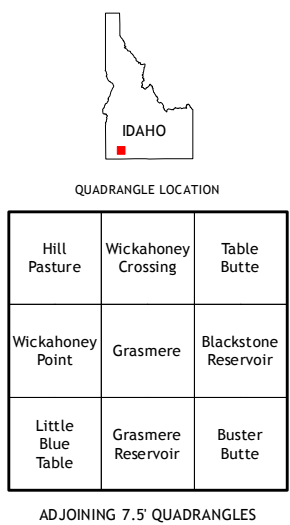 IDAHO
QUADRANGLE LOCATION
Hill
Pasture
Wickahoney
Crossing
Table
Butte
Wickahoney
Point
Grasmere
Blackstone
Reservoir
Little
Blue
Table
Grasmere
Reservoir
Buster
Butte
ADJOINING 7.5' QUADRANGLES